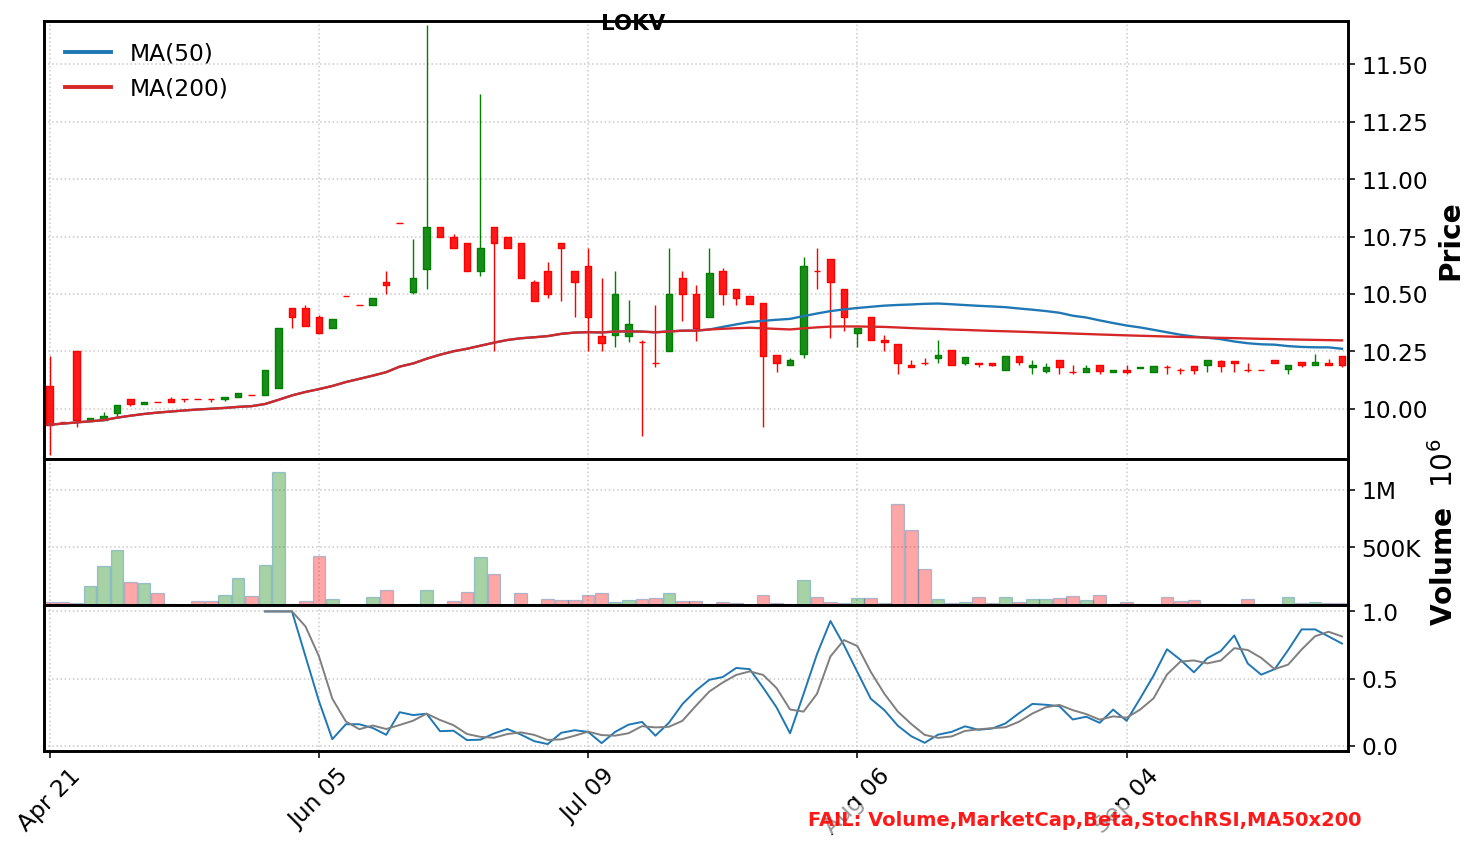 LOKV
MA(50)
MA(200)
11.50
11.25
11.00
10.75
10.50
10.25
10.00
Price
1M
500K
Volume 10^6
1.0
0.5
0.0
Apr 21
Jun 05
Jul 09
Aug 06
Sep 04
FAIL: Volume,MarketCap,Beta,StochRSI,MA50x200